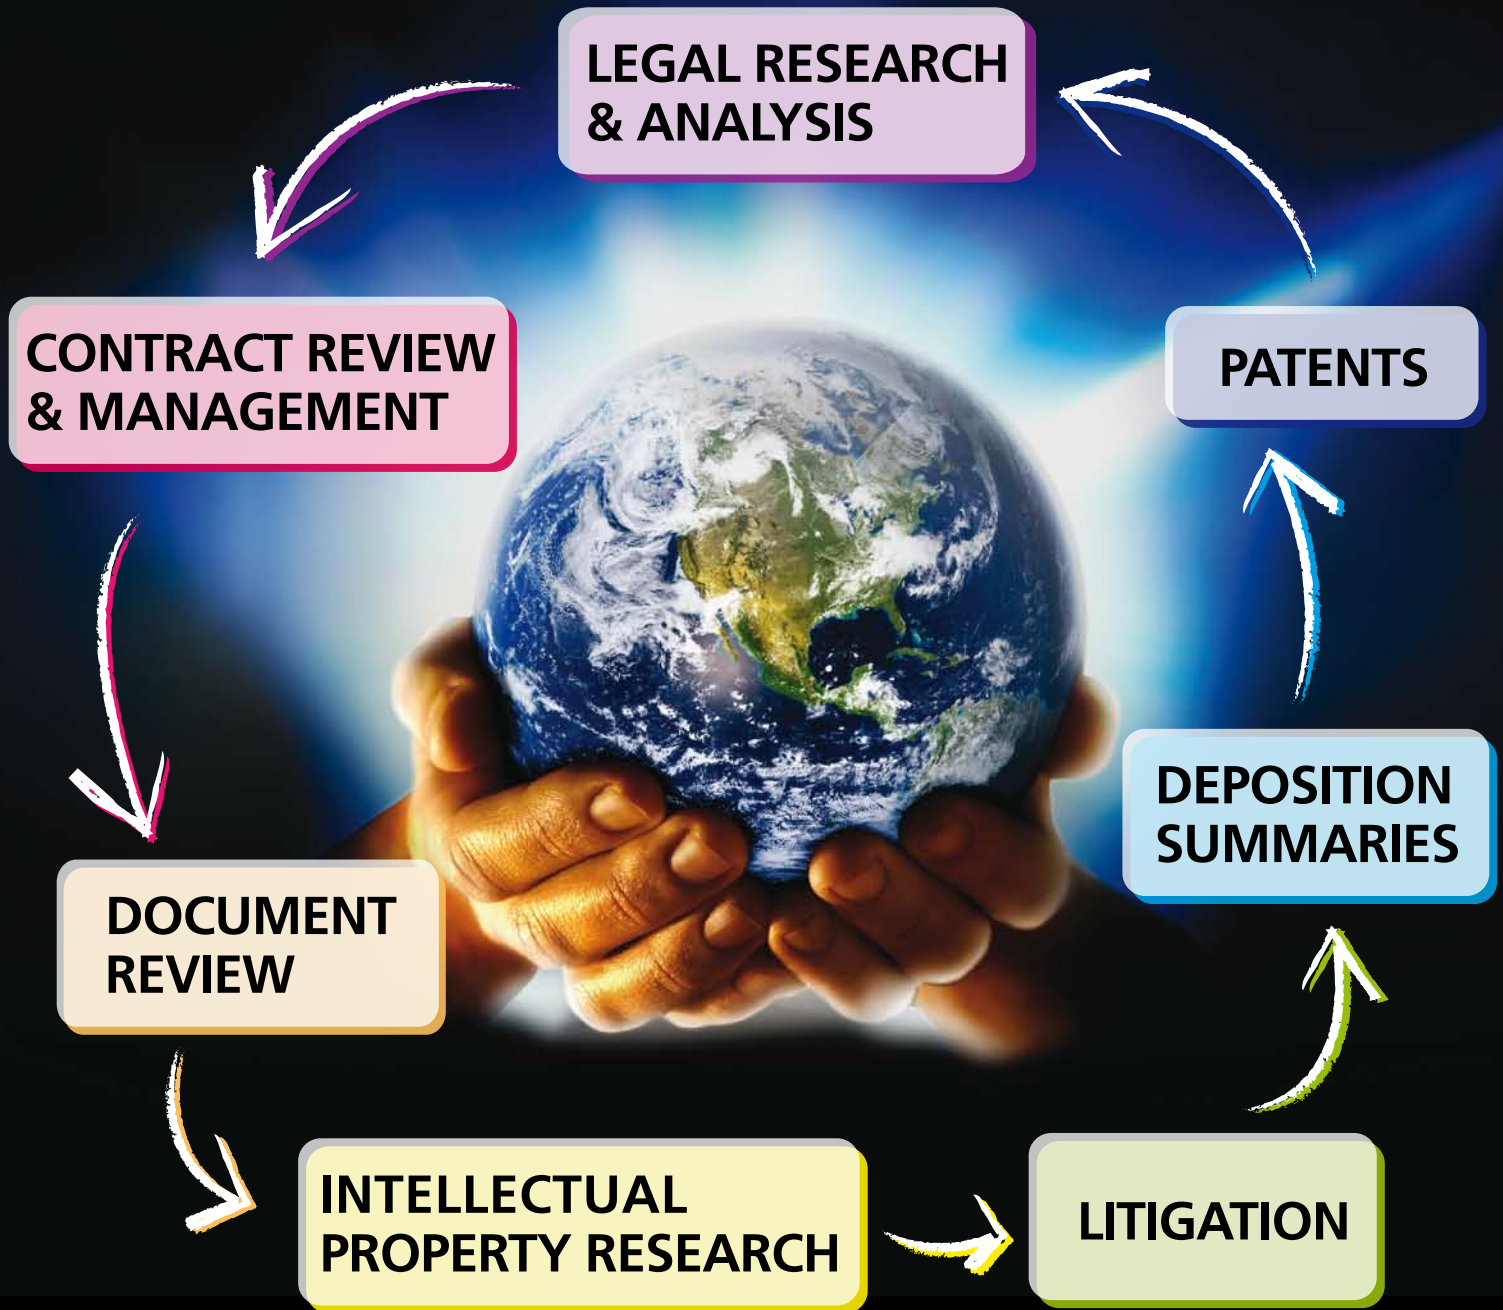 LEGAL RESEARCH
& ANALYSIS
CONTRACT REVIEW
& MANAGEMENT
PATENTS
DEPOSITION
SUMMARIES
DOCUMENT
REVIEW
INTELLECTUAL
PROPERTY RESEARCH
LITIGATION